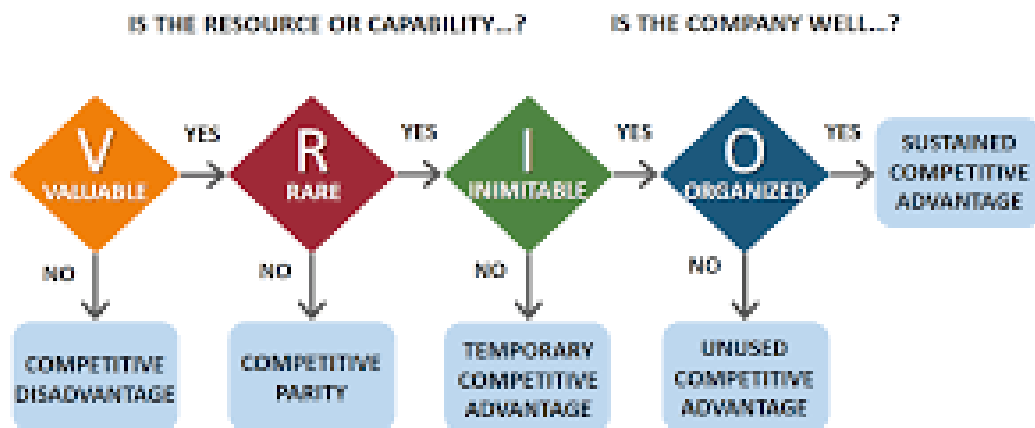 IS THE RESOURCE OR CAPABILITY...?
IS THE COMPANY WELL...?
V
VALUABLE
YES
R
RARE
YES
I
INIMITABLE
YES
O
ORGANIZED
YES
SUSTAINED
COMPETITIVE
ADVANTAGE
NO
NO
NO
NO
COMPETITIVE
DISADVANTAGE
COMPETITIVE
PARITY
TEMPORARY
COMPETITIVE
ADVANTAGE
UNUSED
COMPETITIVE
ADVANTAGE